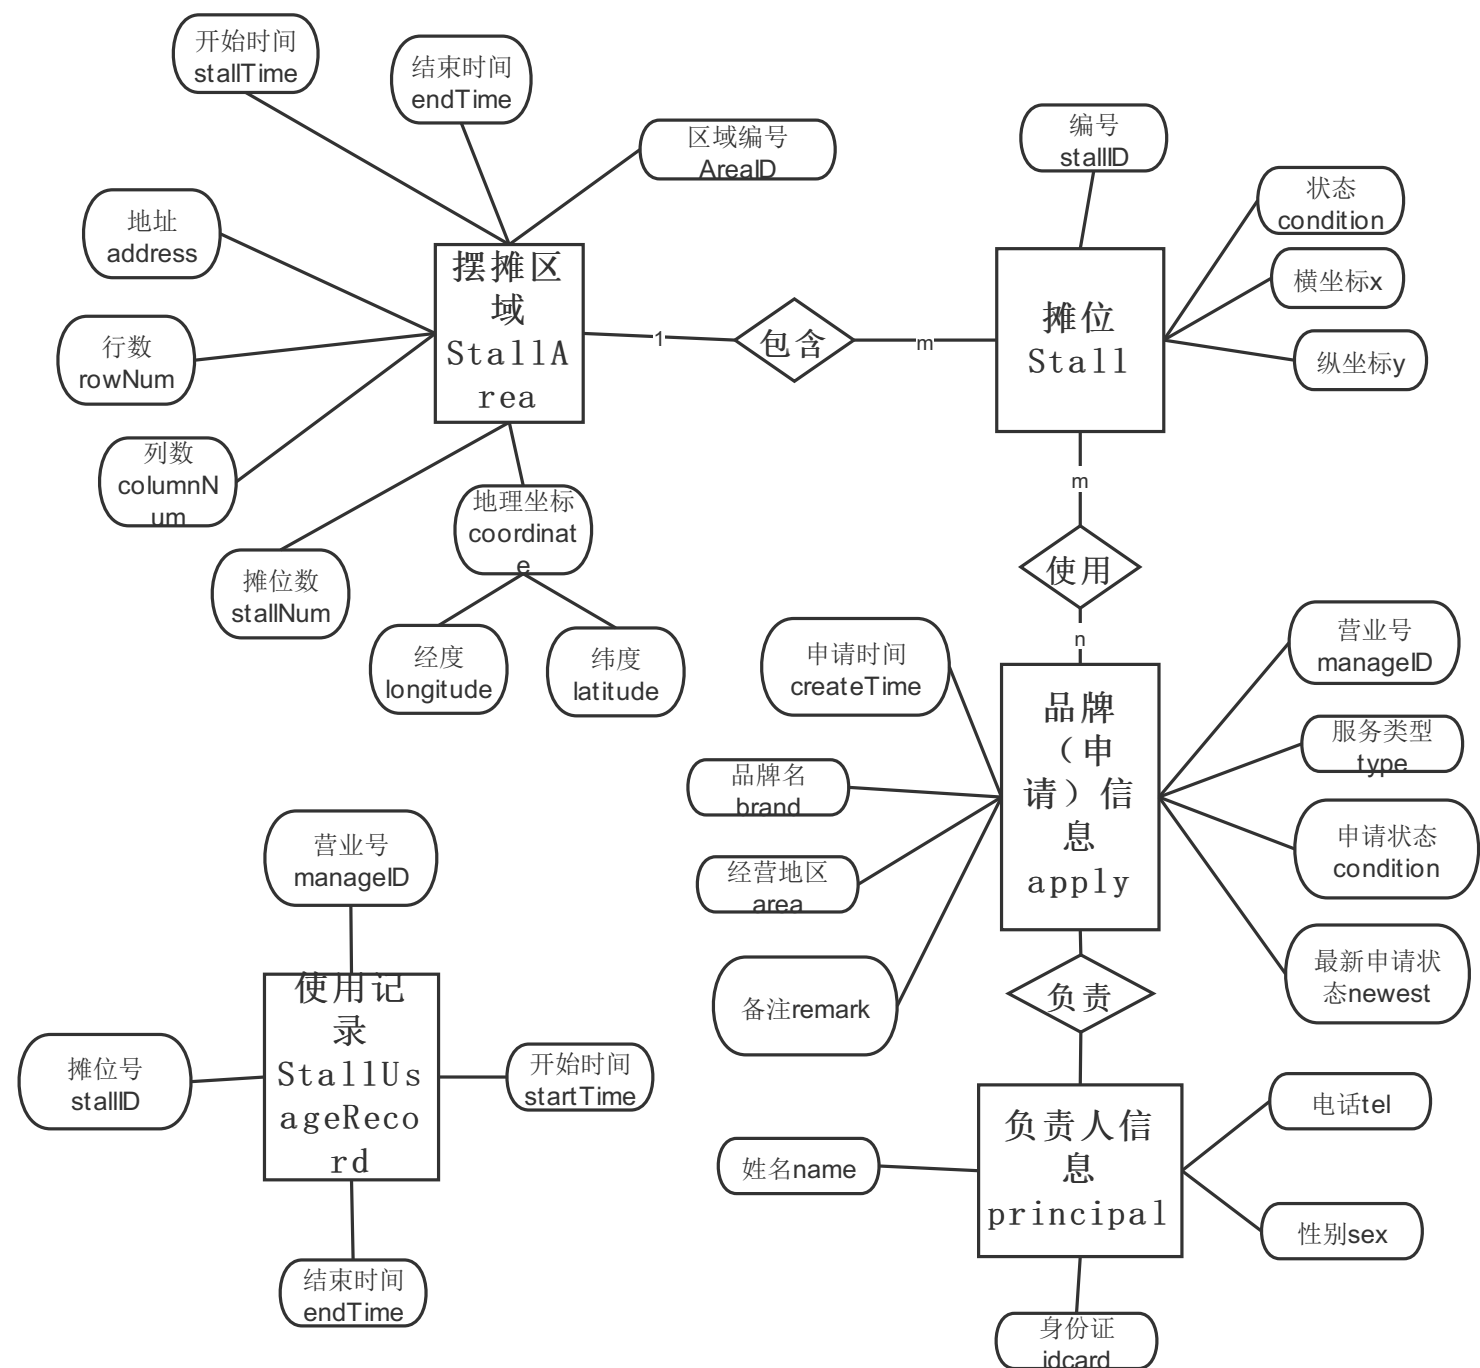 开始时间
stallTime
结束时间
endTime
区域编号
AreaID
地址
address
行数
rowNum
列数
columnN
um
摊位数
stallNum
地理坐标
coordinat
e
经度
longitude
纬度
latitude
摆摊区
域
StallA
rea
1
包含
m
编号
stallID
状态
condition
横坐标x
纵坐标y
摊位
Stall
m
使用
n
申请时间
createTime
品牌名
brand
经营地区
area
备注remark
品牌
（申
请）信
息
apply
营业号
manageID
服务类型
type
申请状态
condition
最新申请状
态newest
负责
负责人信
息
principal
姓名name
电话tel
性别sex
身份证
idcard
营业号
manageID
使用记
录
StallUs
ageReco
rd
摊位号
stallID
开始时间
startTime
结束时间
endTime